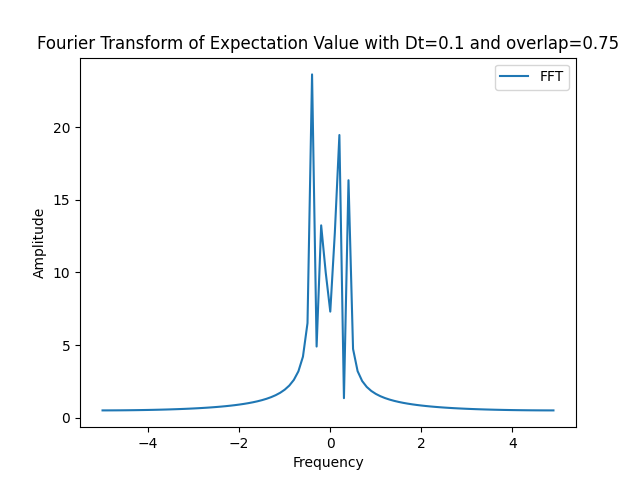 Fourier Transform of Expectation Value with Dt=0.1 and overlap=0.75
FFT
20
15
10
5
0
Amplitude
−4
−2
0
2
4
Frequency